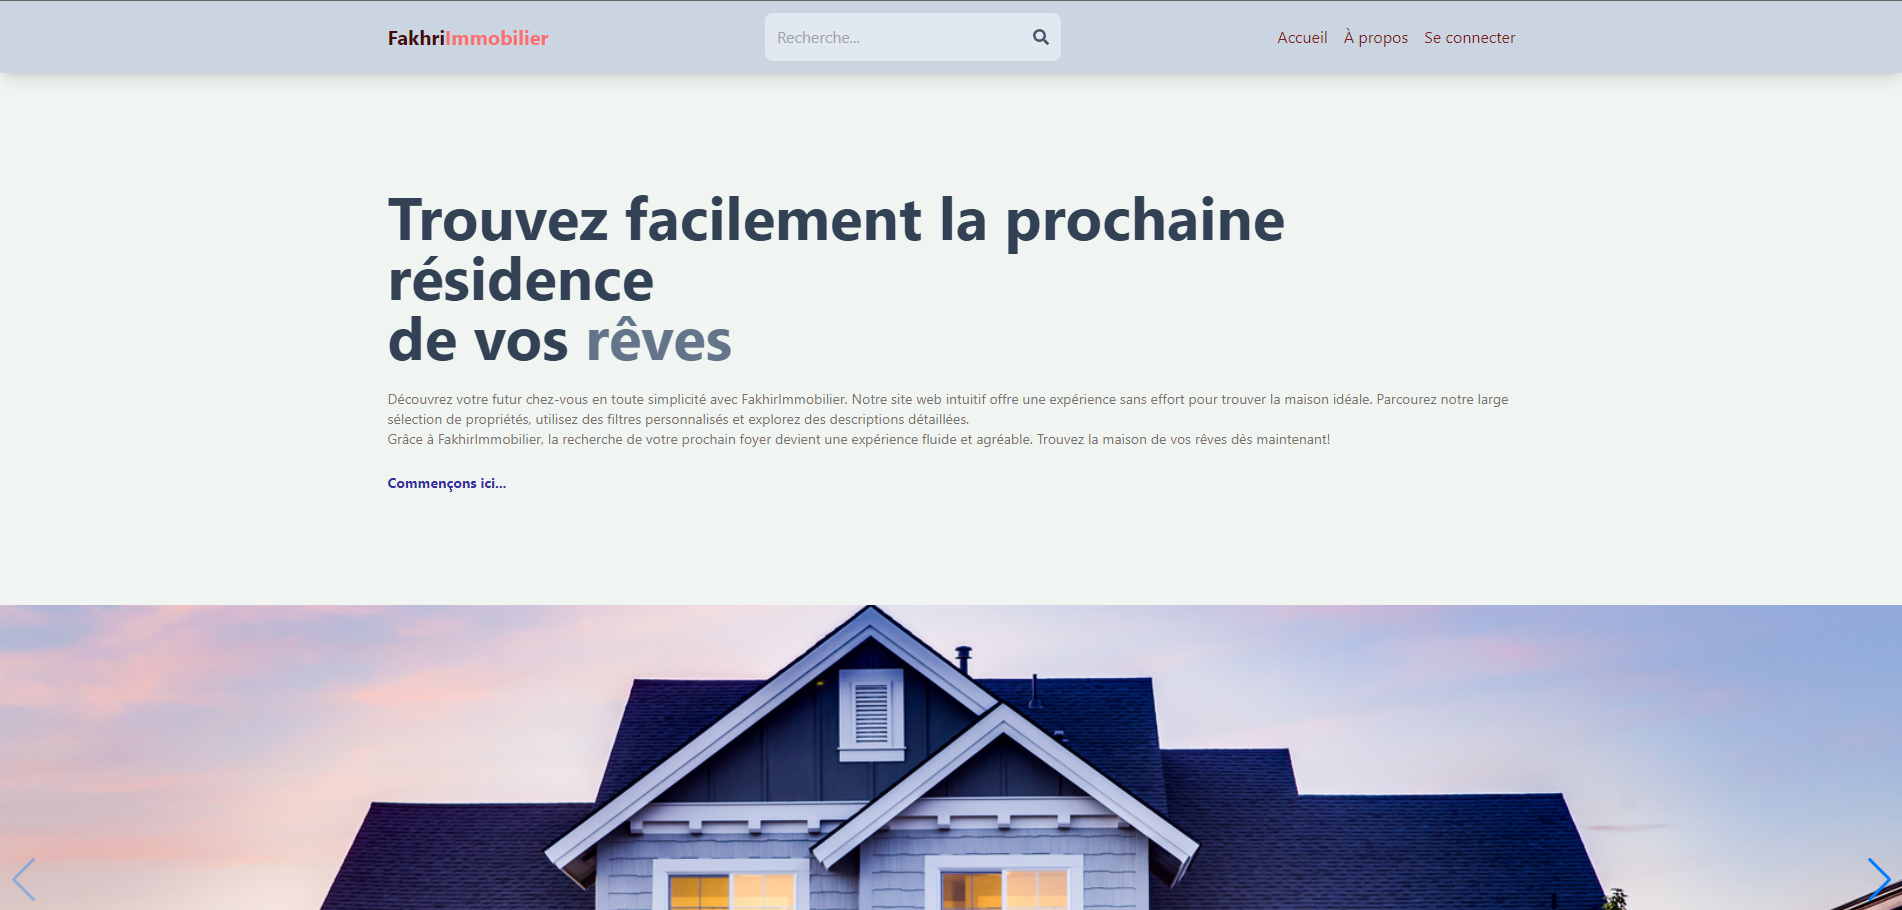 FakhriImmobilier
Recherche...
Accueil À propos Se connecter
Trouvez facilement la prochaine
résidence
de vos rêves
Découvrez votre futur chez-vous en toute simplicité avec FakhirImmobilier. Notre site web intuitif offre une expérience sans effort pour trouver la maison idéale. Parcourez notre large
sélection de propriétés, utilisez des filtres personnalisés et explorez des descriptions détaillées.
Grâce à FakhirImmobilier, la recherche de votre prochain foyer devient une expérience fluide et agréable. Trouvez la maison de vos rêves dès maintenant!
Commençons ici...